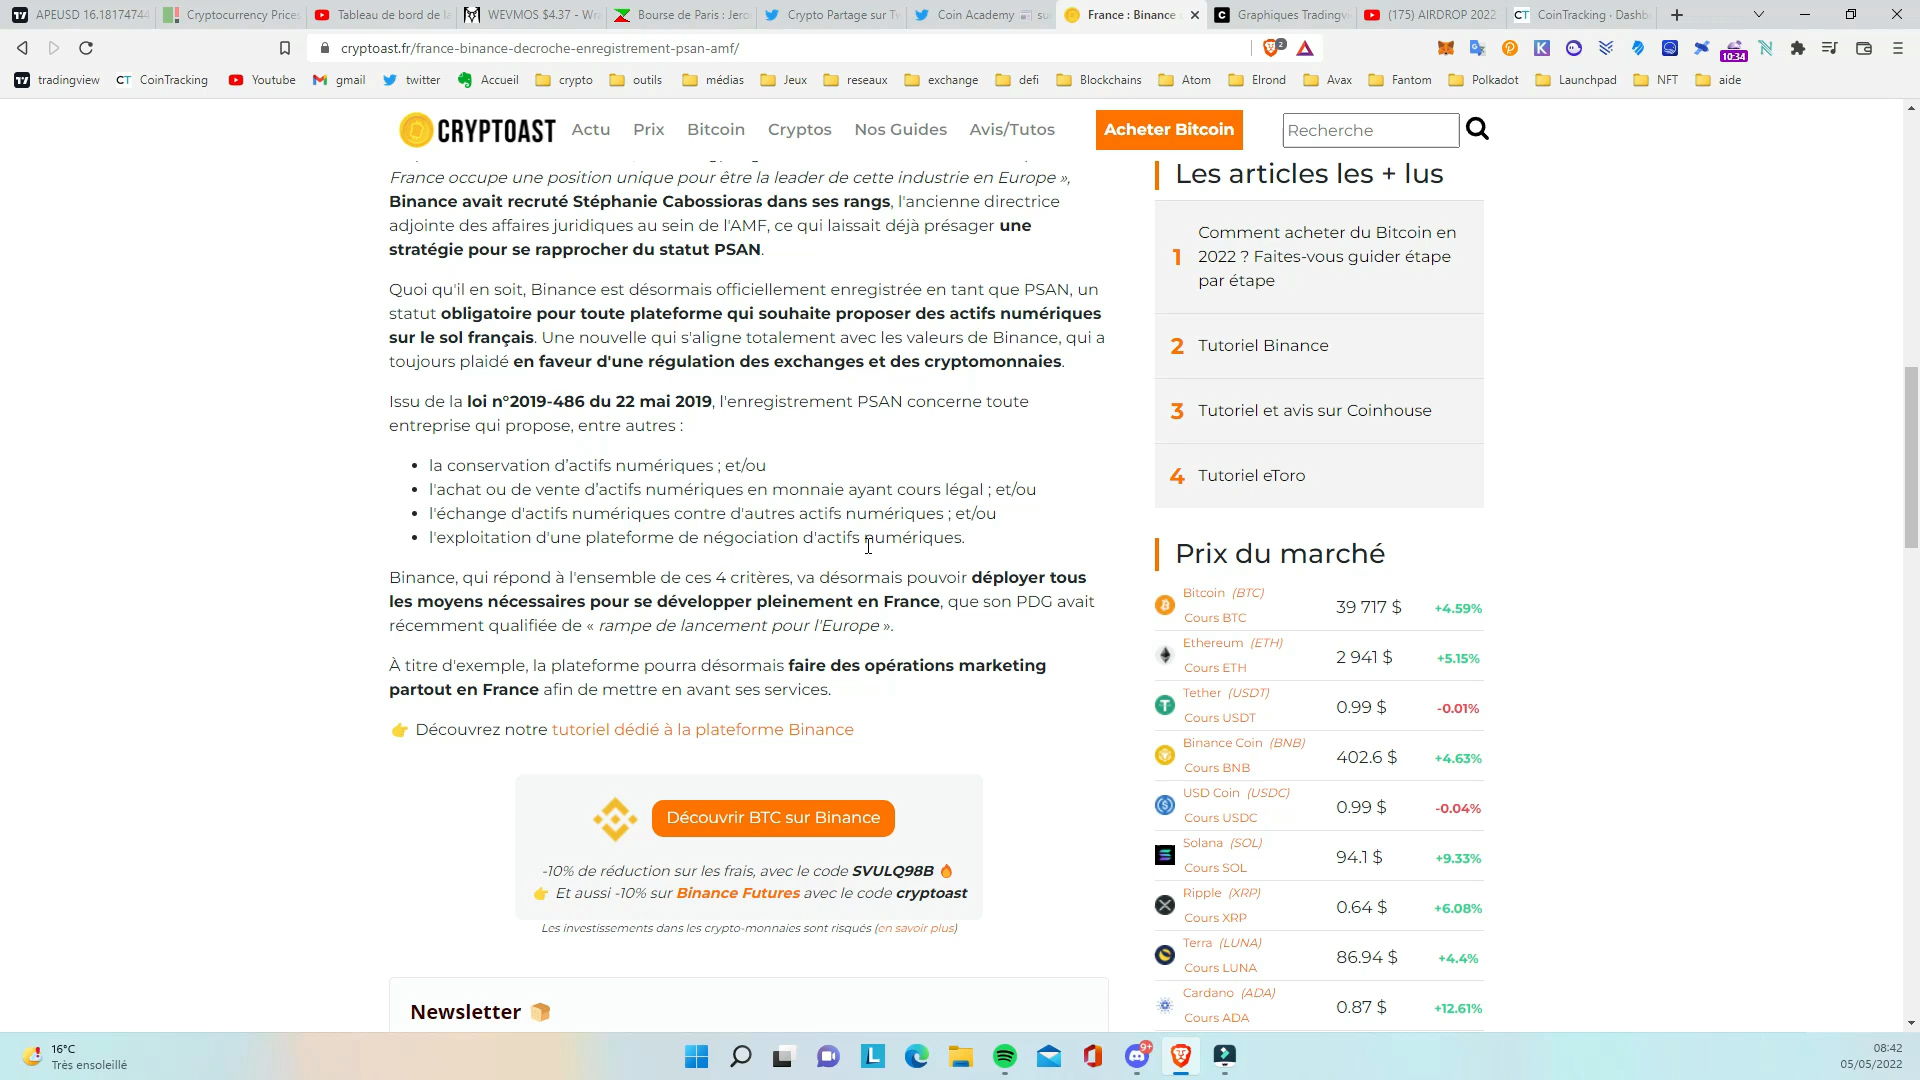 APEUSD 16.18174744
Cryptocurrency Prices
Tableau de bord de la
WEVMOS $4.37 - Wr
Bourse de Paris : Jero
Crypto Partage sur Tw
Coin Academy
su
France : Binance
Graphiques Tradingvi
(175) AIRDROP 2022
CoinTracking · Dashb
cryptoast.fr/france-binance-decroche-enregistrement-psan-amf/
2
10:34
tradingview
CoinTracking
Youtube
gmail
twitter
Accueil
crypto
outils
médias
Jeux
reseaux
exchange
defi
Blockchains
Atom
Elrond
Avax
Fantom
Polkadot
Launchpad
NFT
aide
CRYPTOAST
Actu
Prix
Bitcoin
Cryptos
Nos Guides
Avis/Tutos
Acheter Bitcoin
Recherche
France occupe une position unique pour être la leader de cette industrie en Europe »,
Binance avait recruté Stéphanie Cabossioras dans ses rangs, l'ancienne directrice
adjointe des affaires juridiques au sein de l'AMF, ce qui laissait déjà présager une
stratégie pour se rapprocher du statut PSAN.
Quoi qu'il en soit, Binance est désormais officiellement enregistrée en tant que PSAN, un
statut obligatoire pour toute plateforme qui souhaite proposer des actifs numériques
sur le sol français. Une nouvelle qui s'aligne totalement avec les valeurs de Binance, qui a
toujours plaidé en faveur d'une régulation des exchanges et des cryptomonnaies.
Issu de la loi n°2019-486 du 22 mai 2019, l'enregistrement PSAN concerne toute
entreprise qui propose, entre autres :
• la conservation d’actifs numériques ; et/ou
• l'achat ou de vente d’actifs numériques en monnaie ayant cours légal ; et/ou
• l'échange d'actifs numériques contre d'autres actifs numériques ; et/ou
• l'exploitation d'une plateforme de négociation d'actifs numériques.
Binance, qui répond à l'ensemble de ces 4 critères, va désormais pouvoir déployer tous
les moyens nécessaires pour se développer pleinement en France, que son PDG avait
récemment qualifiée de « rampe de lancement pour l'Europe ».
À titre d'exemple, la plateforme pourra désormais faire des opérations marketing
partout en France afin de mettre en avant ses services.
👉 Découvrez notre tutoriel dédié à la plateforme Binance
Découvrir BTC sur Binance
-10% de réduction sur les frais, avec le code SVULQ98B 🔥
👉 Et aussi -10% sur Binance Futures avec le code cryptoast
Les investissements dans les crypto-monnaies sont risqués (en savoir plus)
Newsletter
Les articles les + lus
1 Comment acheter du Bitcoin en
2022 ? Faites-vous guider étape
par étape
2 Tutoriel Binance
3 Tutoriel et avis sur Coinhouse
4 Tutoriel eToro
Prix du marché
Bitcoin (BTC)
Cours BTC
39 717 $
+4.59%
Ethereum (ETH)
Cours ETH
2 941 $
+5.15%
Tether (USDT)
Cours USDT
0.99 $
-0.01%
Binance Coin (BNB)
Cours BNB
402.6 $
+4.63%
USD Coin (USDC)
Cours USDC
0.99 $
-0.04%
Solana (SOL)
Cours SOL
94.1 $
+9.33%
Ripple (XRP)
Cours XRP
0.64 $
+6.08%
Terra (LUNA)
Cours LUNA
86.94 $
+4.4%
Cardano (ADA)
Cours ADA
0.87 $
+12.61%
16°C
Très ensoleillé
9+
08:42
05/05/2022